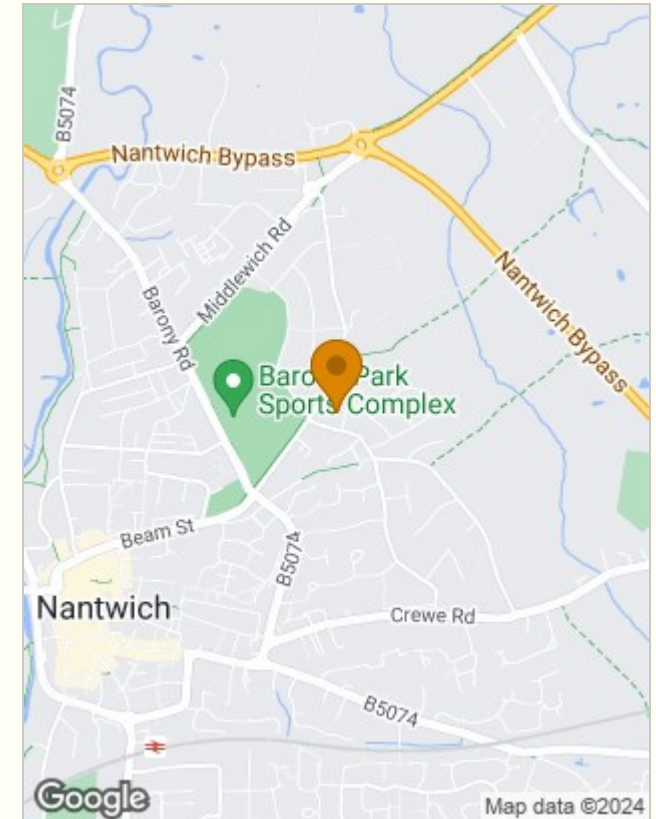 B5074
Nantwich Bypass
Middlewich Rd
Nantwich Bypass
Barony Rd
Park
Sports Complex
Beam St
B5074
Nantwich
Crewe Rd
B5074
Google
Map data ©2024